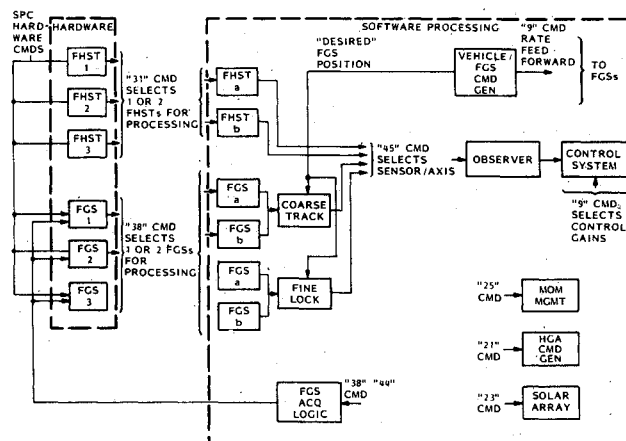 SPC
HARD-
WARE
CMDS
HARDWARE
SOFTWARE PROCESSING
FHST
1
FHST
2
FHST
3
"31" CMD
SELECTS
1 OR 2
FHSTs FOR
PROCESSING
FHST
a
FHST
b
"DESIRED"
FGS
POSITION
VEHICLE/
FGS
CMD
GEN
"9" CMD
RATE
FEED
FORWARD
TO
FGSs
"45" CMD
SELECTS
SENSOR/AXIS
OBSERVER
CONTROL
SYSTEM
"9" CMD
SELECTS
CONTROL
GAINS
FGS
1
FGS
2
FGS
3
"38" CMD
SELECTS
1 OR 2 FGSs
FOR
PROCESSING
FGS
a
FGS
b
COARSE
TRACK
FGS
a
FGS
b
FINE
LOCK
"25"
CMD
MOM
MGMT
"21"
CMD
HGA
CMD
GEN
"23"
CMD
SOLAR
ARRAY
FGS
ACQ
LOGIC
"38" "44"
CMD